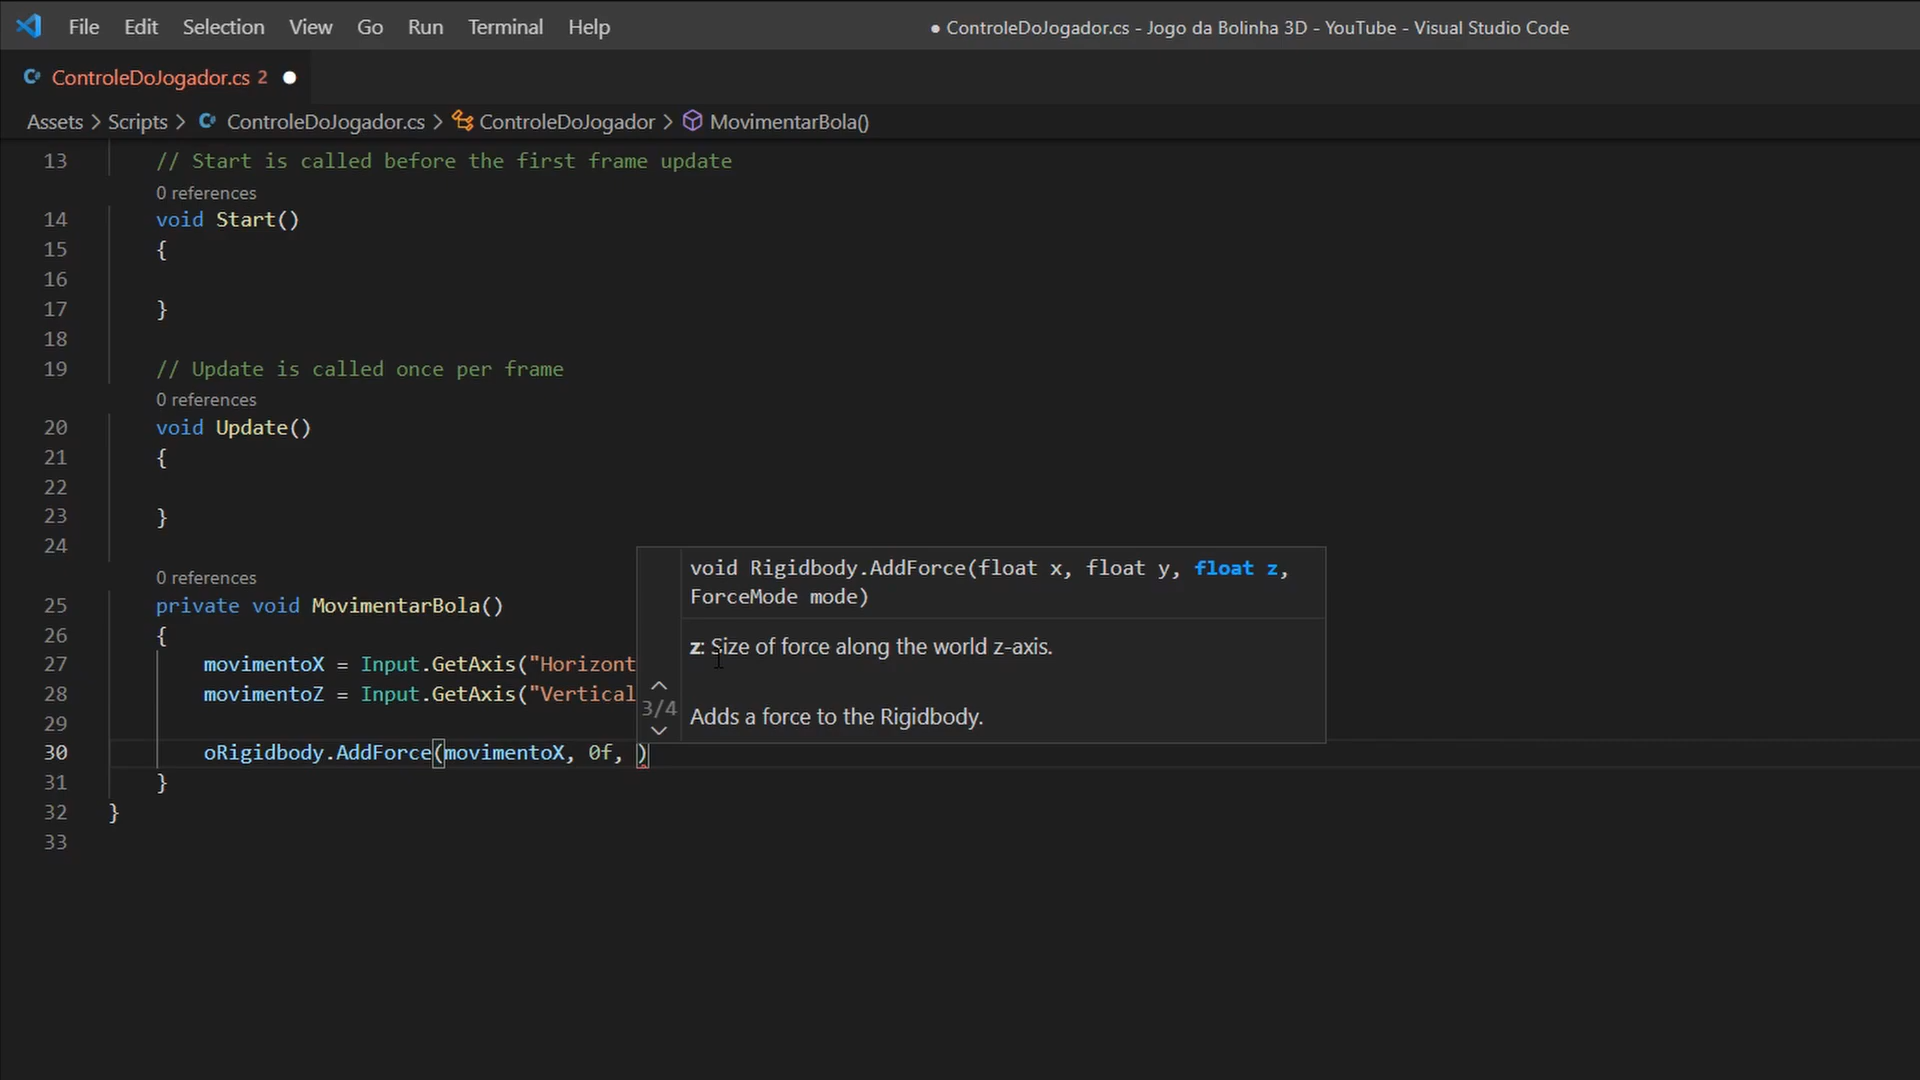 File Edit Selection View Go Run Terminal Help ● ControleDoJogador.cs - Jogo da Bolinha 3D - YouTube - Visual Studio Code
ControleDoJogador.cs 2 ●
Assets > Scripts > ControleDoJogador.cs > ControleDoJogador > MovimentarBola()
13 // Start is called before the first frame update
0 references
14 void Start()
15 {
16
17 }
18
19 // Update is called once per frame
0 references
20 void Update()
21 {
22
23 }
24
0 references
25 private void MovimentarBola()
26 {
27 movimentoX = Input.GetAxis("Horizont
28 movimentoZ = Input.GetAxis("Vertical
29
30 oRigidbody.AddForce(movimentoX, 0f, )
31 }
32 }
33
void Rigidbody.AddForce(float x, float y, float z,
ForceMode mode)
z: Size of force along the world z-axis.
3/4
Adds a force to the Rigidbody.